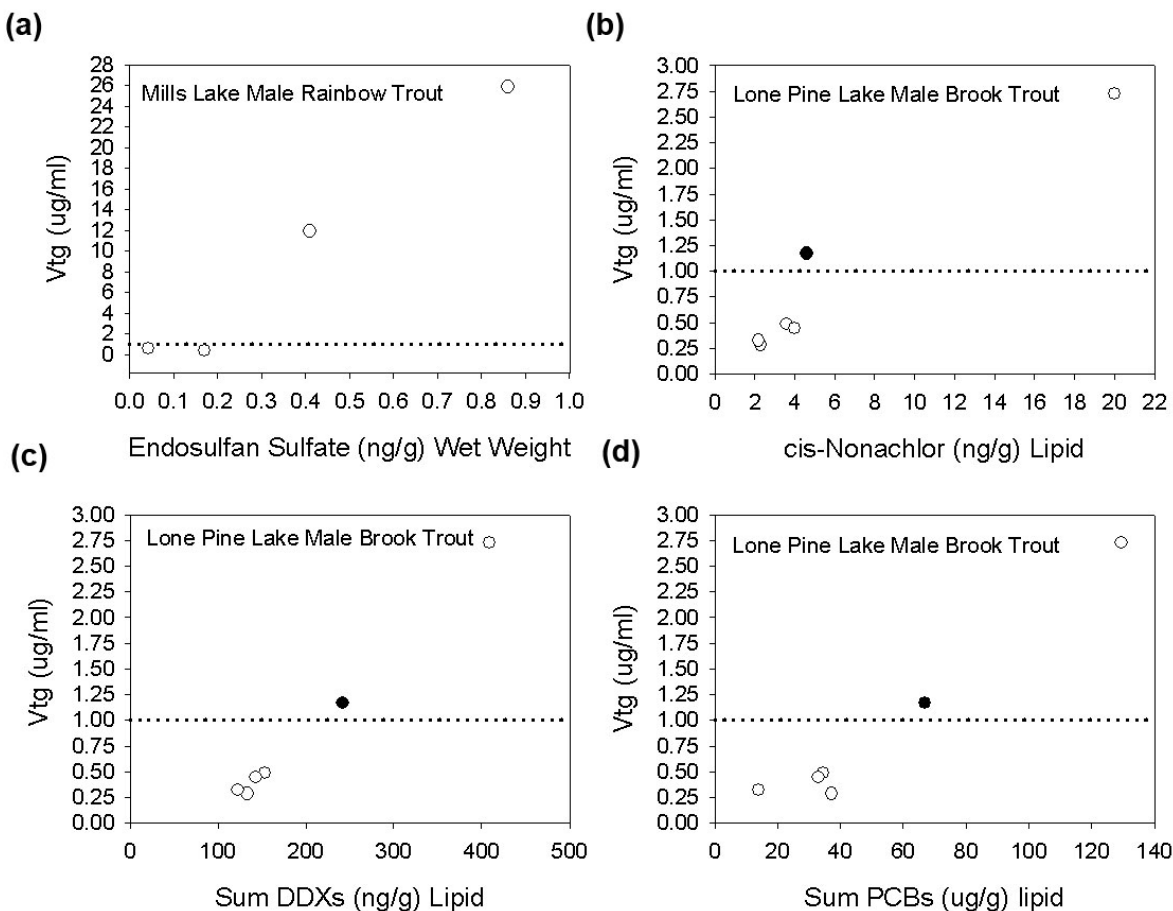 (a)
28
26
24
22
20
18
16
14
12
10
8
6
4
2
0
Vtg (ug/ml)
Mills Lake Male Rainbow Trout
0.0 0.1 0.2 0.3 0.4 0.5 0.6 0.7 0.8 0.9 1.0
Endosulfan Sulfate (ng/g) Wet Weight
(b)
3.00
2.75
2.50
2.25
2.00
1.75
1.50
1.25
1.00
0.75
0.50
0.25
0.00
Vtg (ug/ml)
Lone Pine Lake Male Brook Trout
0 2 4 6 8 10 12 14 16 18 20 22
cis-Nonachlor (ng/g) Lipid
(c)
3.00
2.75
2.50
2.25
2.00
1.75
1.50
1.25
1.00
0.75
0.50
0.25
0.00
Vtg (ug/ml)
Lone Pine Lake Male Brook Trout
0 100 200 300 400 500
Sum DDXs (ng/g) Lipid
(d)
3.00
2.75
2.50
2.25
2.00
1.75
1.50
1.25
1.00
0.75
0.50
0.25
0.00
Vtg (ug/ml)
Lone Pine Lake Male Brook Trout
0 20 40 60 80 100 120 140
Sum PCBs (ug/g) lipid